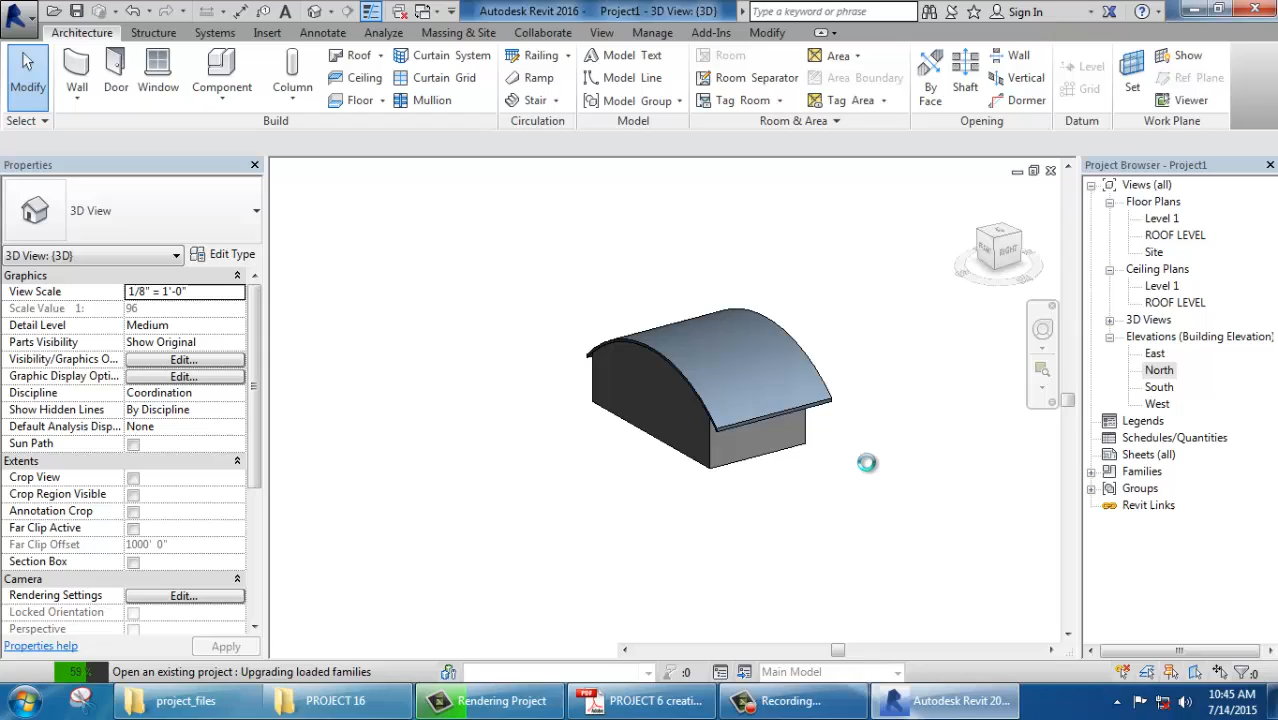 Autodesk Revit 2016 - Project1 - 3D View: {3D}
Type a keyword or phrase
Sign In
Architecture Structure Systems Insert Annotate Analyze Massing & Site Collaborate View Manage Add-Ins Modify
Modify
Wall
Door
Window
Component
Column
Roof
Ceiling
Floor
Curtain System
Curtain Grid
Mullion
Railing
Ramp
Stair
Model Text
Model Line
Model Group
Room
Room Separator
Tag Room
Area
Area Boundary
Tag Area
By Face
Shaft
Wall
Vertical
Dormer
Level
Grid
Set
Show
Ref Plane
Viewer
Select Build Circulation Model Room & Area Opening Datum Work Plane
Properties
3D View
3D View: {3D} Edit Type
Graphics
View Scale 1/8" = 1'-0"
Scale Value 1: 96
Detail Level Medium
Parts Visibility Show Original
Visibility/Graphics O... Edit...
Graphic Display Opti... Edit...
Discipline Coordination
Show Hidden Lines By Discipline
Default Analysis Disp... None
Sun Path
Extents
Crop View
Crop Region Visible
Annotation Crop
Far Clip Active
Far Clip Offset 1000' 0"
Section Box
Camera
Rendering Settings Edit...
Locked Orientation
Perspective
Properties help Apply
RIGHT
Project Browser - Project1
Views (all)
Floor Plans
Level 1
ROOF LEVEL
Site
Ceiling Plans
Level 1
ROOF LEVEL
3D Views
Elevations (Building Elevation)
East
North
South
West
Legends
Schedules/Quantities
Sheets (all)
Families
Groups
Revit Links
59 Open an existing project : Upgrading loaded families
:0
Main Model
:0
project_files
PROJECT 16
Rendering Project
PROJECT 6 creati...
Recording...
Autodesk Revit 20...
10:45 AM
7/14/2015